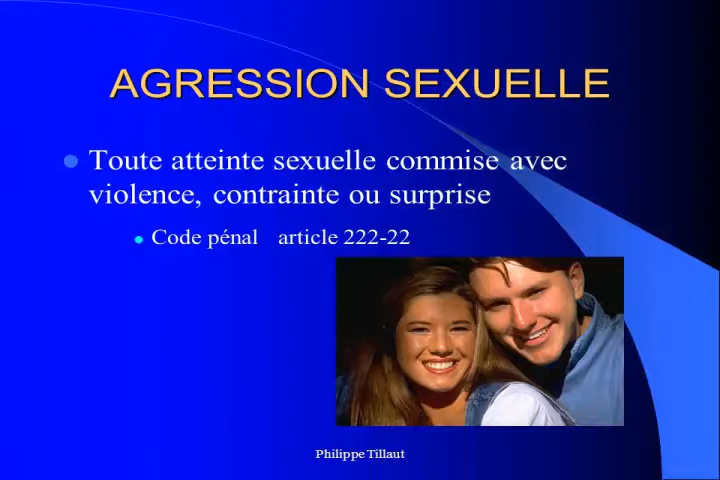 AGRESSION SEXUELLE
Toute atteinte sexuelle commise avec
violence, contrainte ou surprise
Code pénal article 222-22
Philippe Tillaut